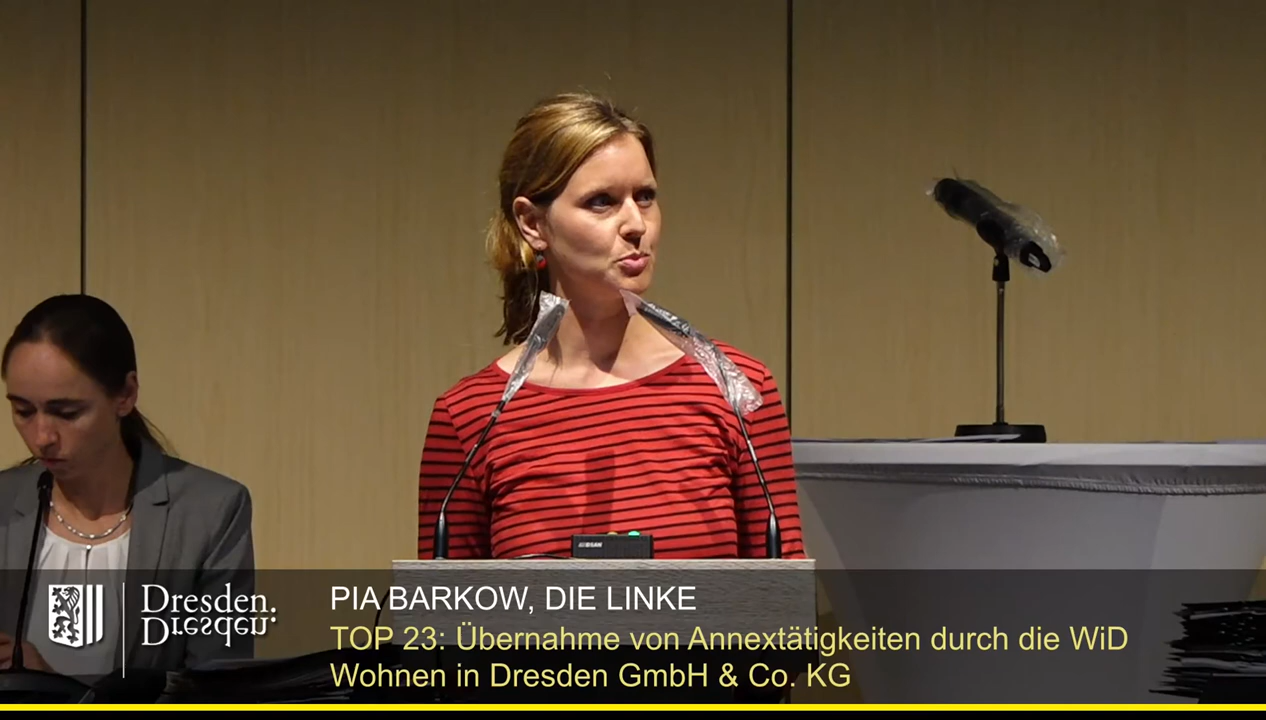 Dresden.
Dresden.
PIA BARKOW, DIE LINKE
TOP 23: Übernahme von Annextätigkeiten durch die WiD
Wohnen in Dresden GmbH & Co. KG